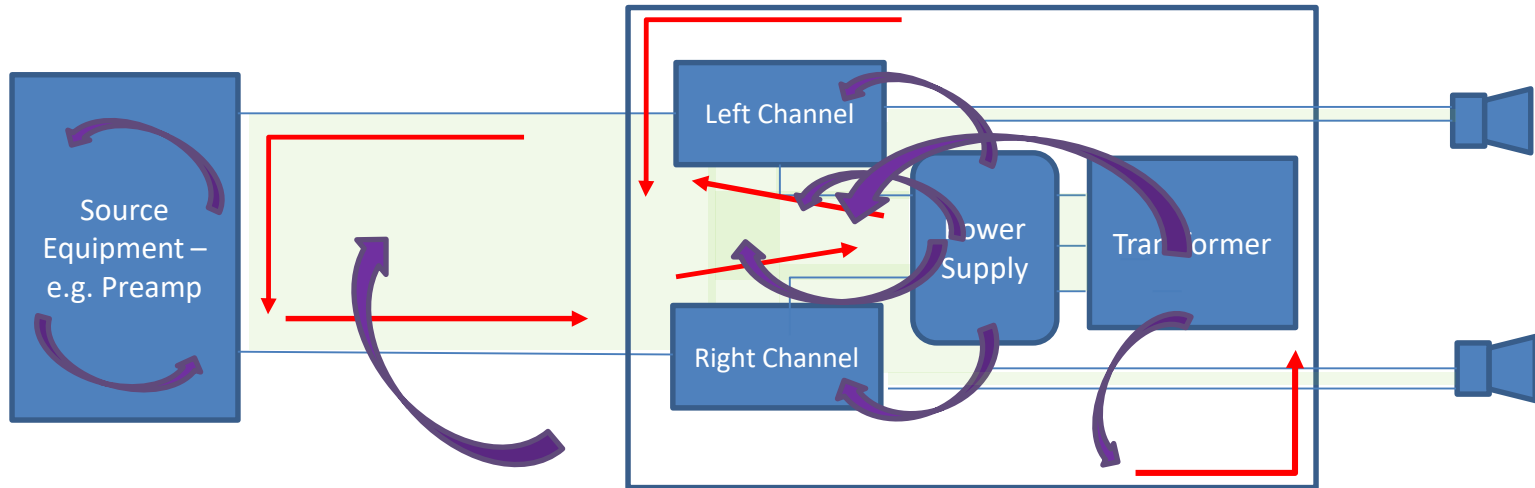 Source
Equipment –
e.g. Preamp
Left Channel
Power
Supply
Transformer
Right Channel